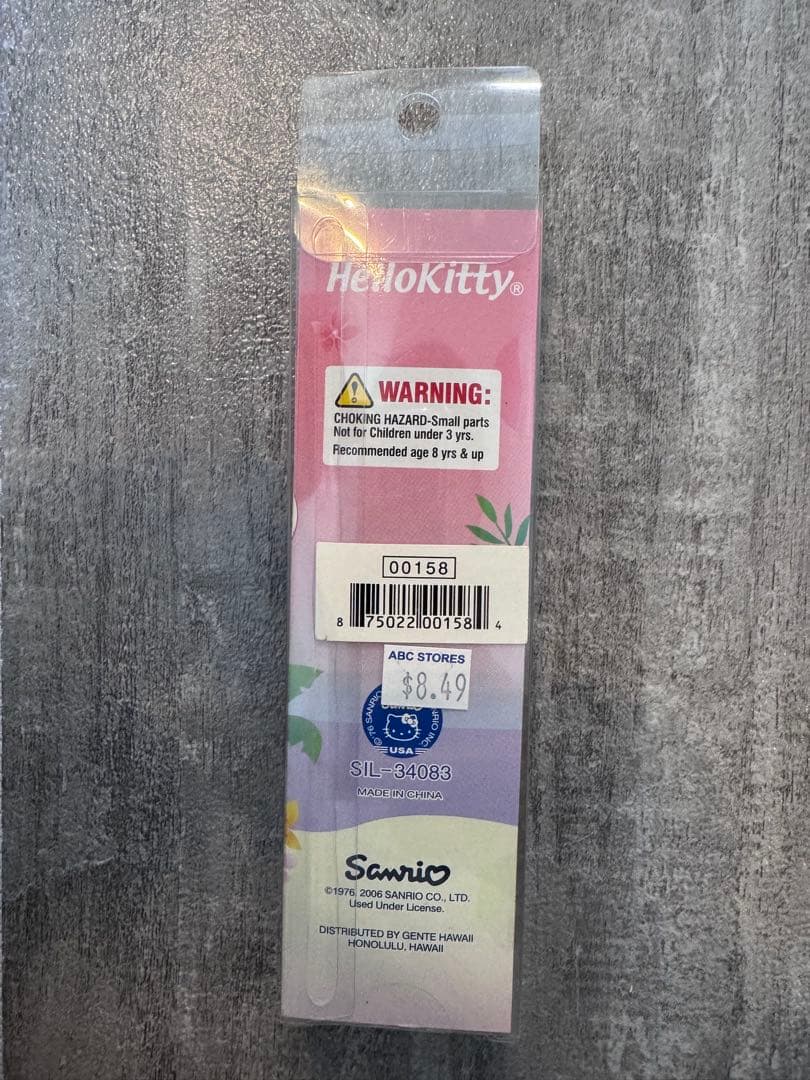 HelloKitty®
WARNING:
CHOKING HAZARD-Small parts
Not for Children under 3 yrs.
Recommended age 8 yrs & up
00158
8 75022 00158 4
ABC STORES
$8.49
©'76 SANRIO
USA
SIL-34083
MADE IN CHINA
Sanrio
©1976, 2006 SANRIO CO., LTD.
Used Under License.
DISTRIBUTED BY GENTE HAWAII
HONOLULU, HAWAII